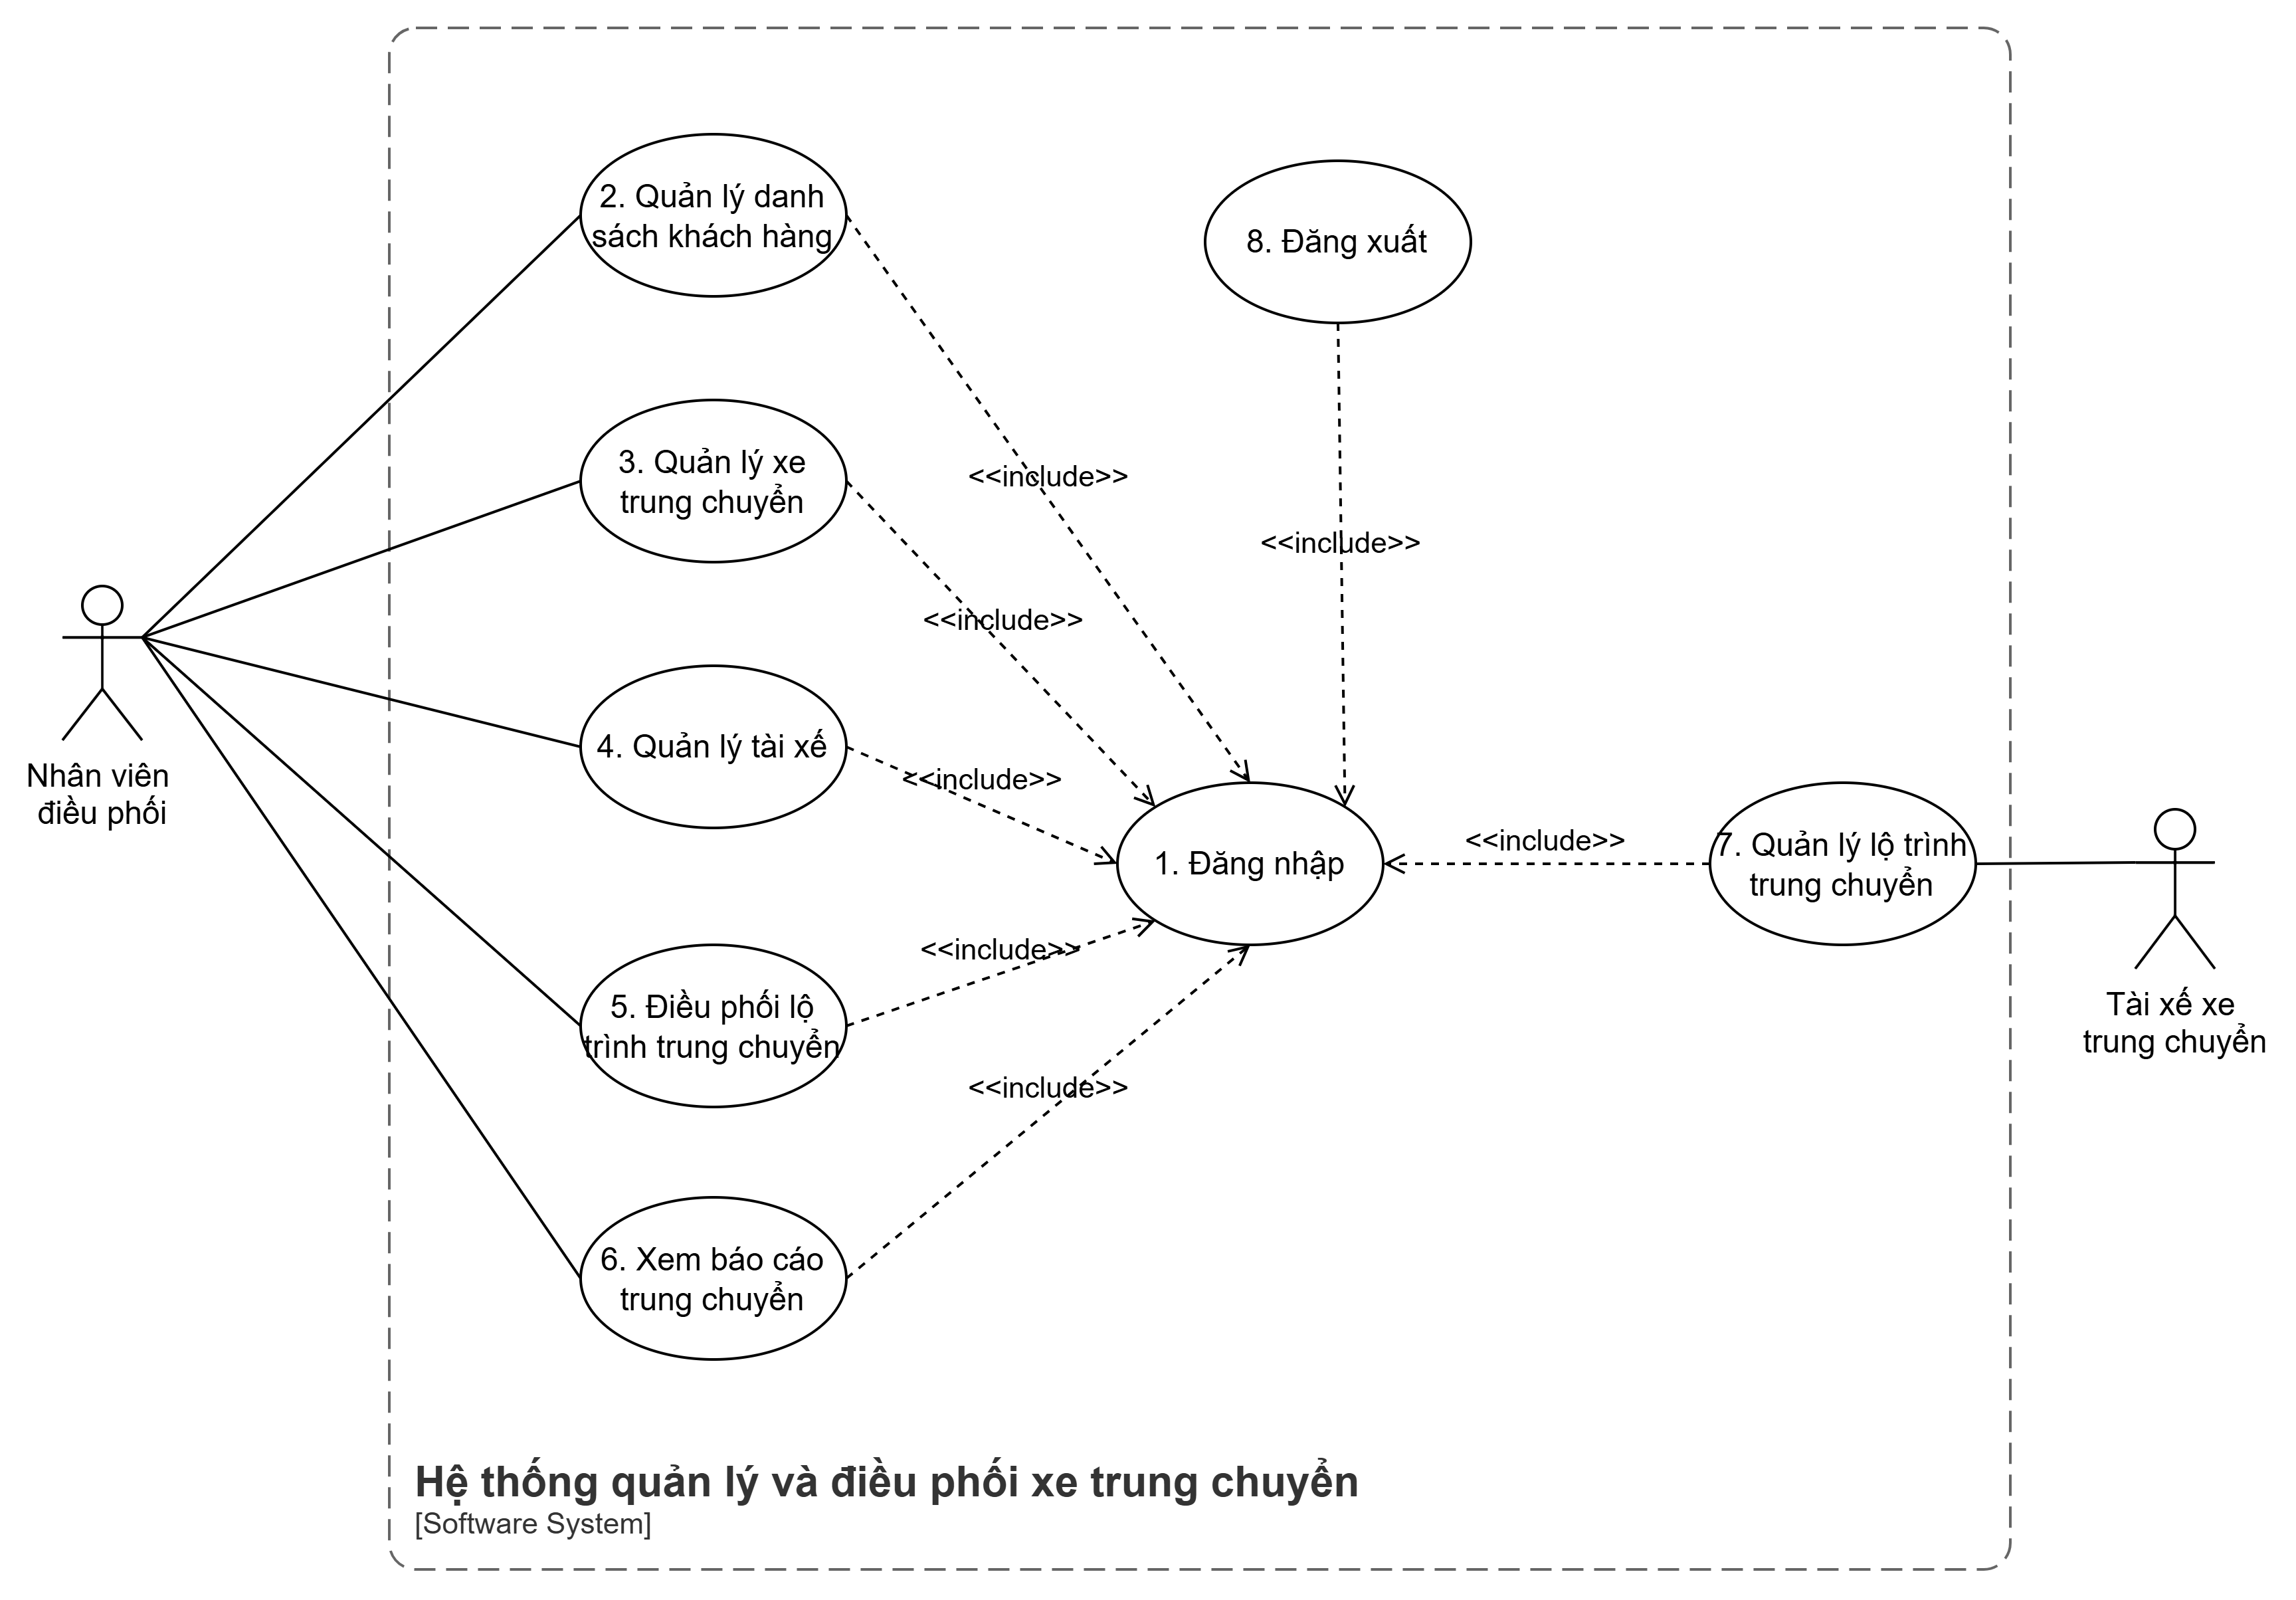 2. Quản lý danh
sách khách hàng
8. Đăng xuất
3. Quản lý xe
trung chuyển
<<include>>
<<include>>
<<include>>
Nhân viên
điều phối
4. Quản lý tài xế
<<include>>
1. Đăng nhập
<<include>>
7. Quản lý lộ trình
trung chuyển
Tài xế xe
trung chuyển
<<include>>
5. Điều phối lộ
trình trung chuyển
<<include>>
6. Xem báo cáo
trung chuyển
Hệ thống quản lý và điều phối xe trung chuyển
[Software System]